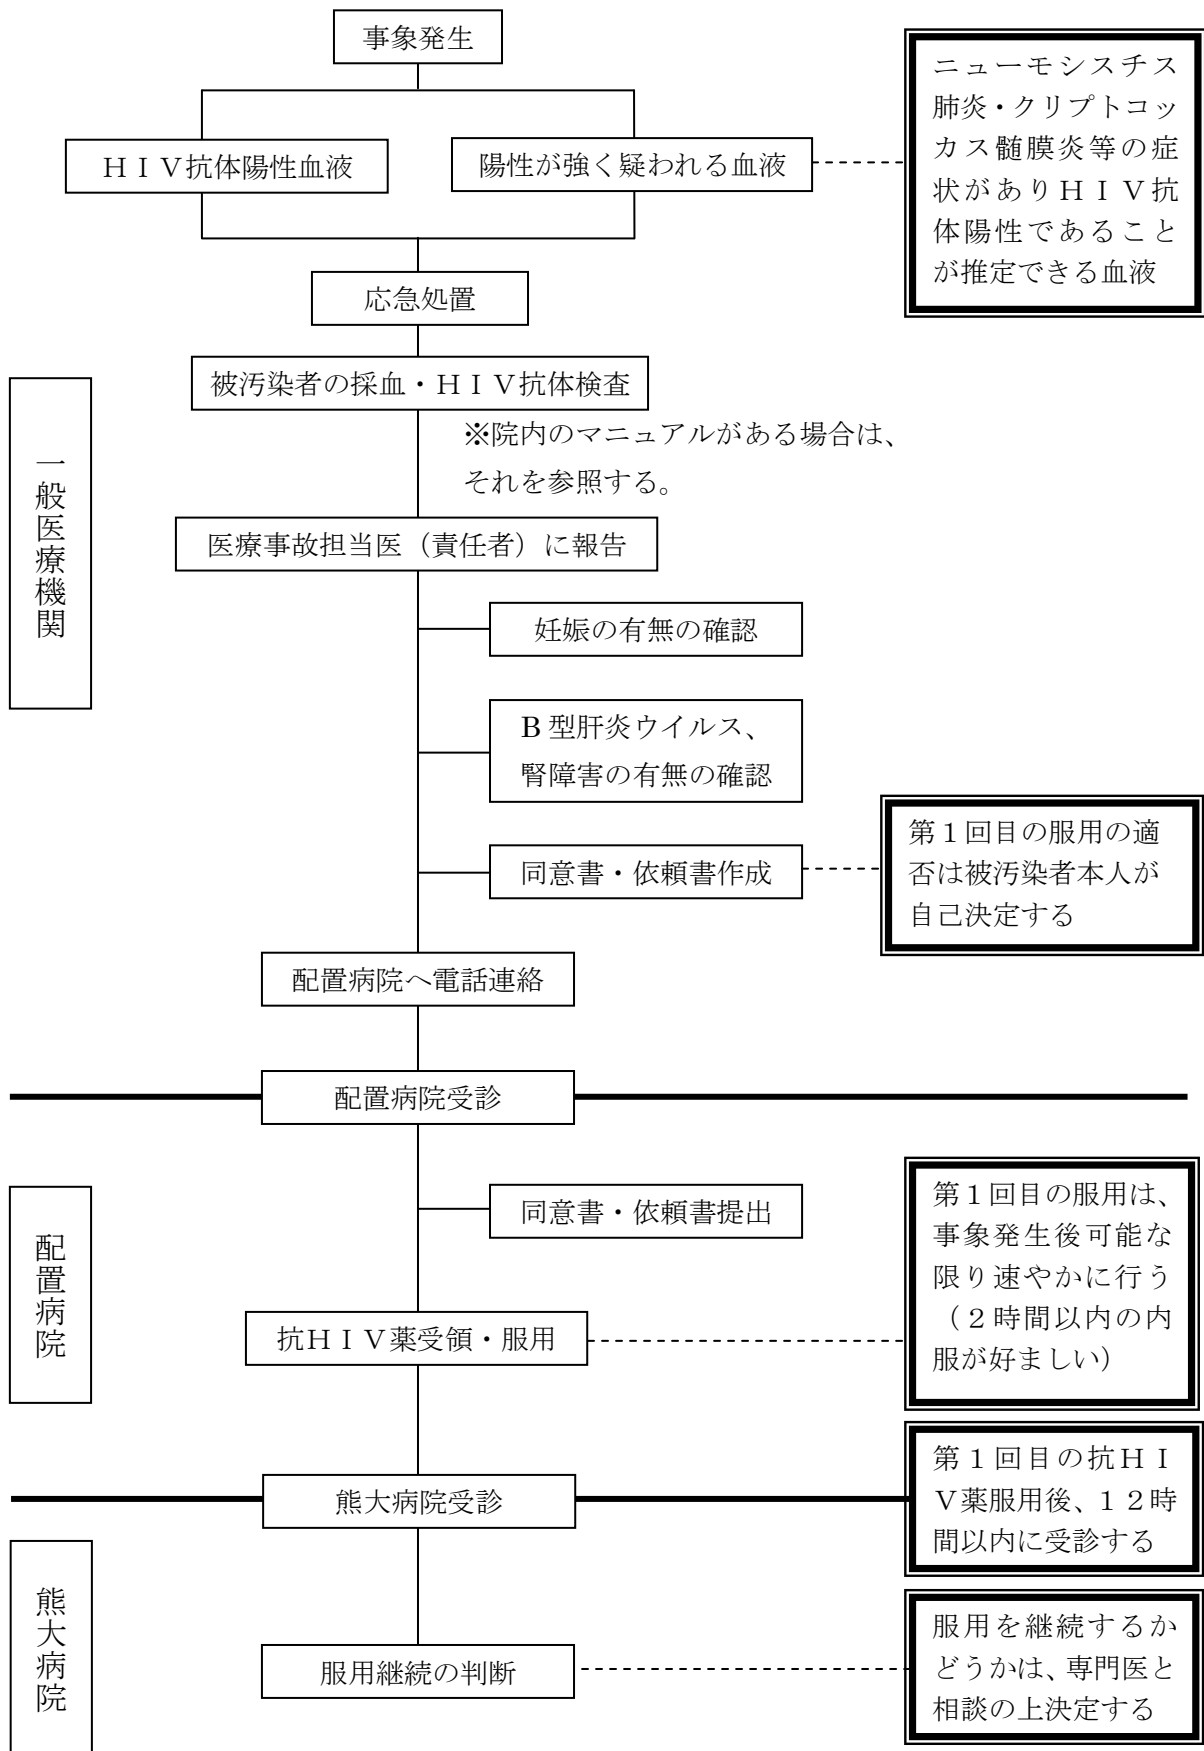 事象発生
ＨＩＶ抗体陽性血液
陽性が強く疑われる血液
ニューモシスチス
肺炎・クリプトコッ
カス髄膜炎等の症
状がありＨＩＶ抗
体陽性であること
が推定できる血液
応急処置
被汚染者の採血・ＨＩＶ抗体検査
※院内のマニュアルがある場合は、
それを参照する。
一般医療機関
医療事故担当医（責任者）に報告
妊娠の有無の確認
B 型肝炎ウイルス、
腎障害の有無の確認
同意書・依頼書作成
第１回目の服用の適
否は被汚染者本人が
自己決定する
配置病院へ電話連絡
配置病院受診
配置病院
同意書・依頼書提出
抗ＨＩＶ薬受領・服用
第１回目の服用は、
事象発生後可能な
限り速やかに行う
（２時間以内の内
服が好ましい）
熊大病院受診
第１回目の抗ＨＩ
Ｖ薬服用後、１２時
間以内に受診する
熊大病院
服用継続の判断
服用を継続するか
どうかは、専門医と
相談の上決定する